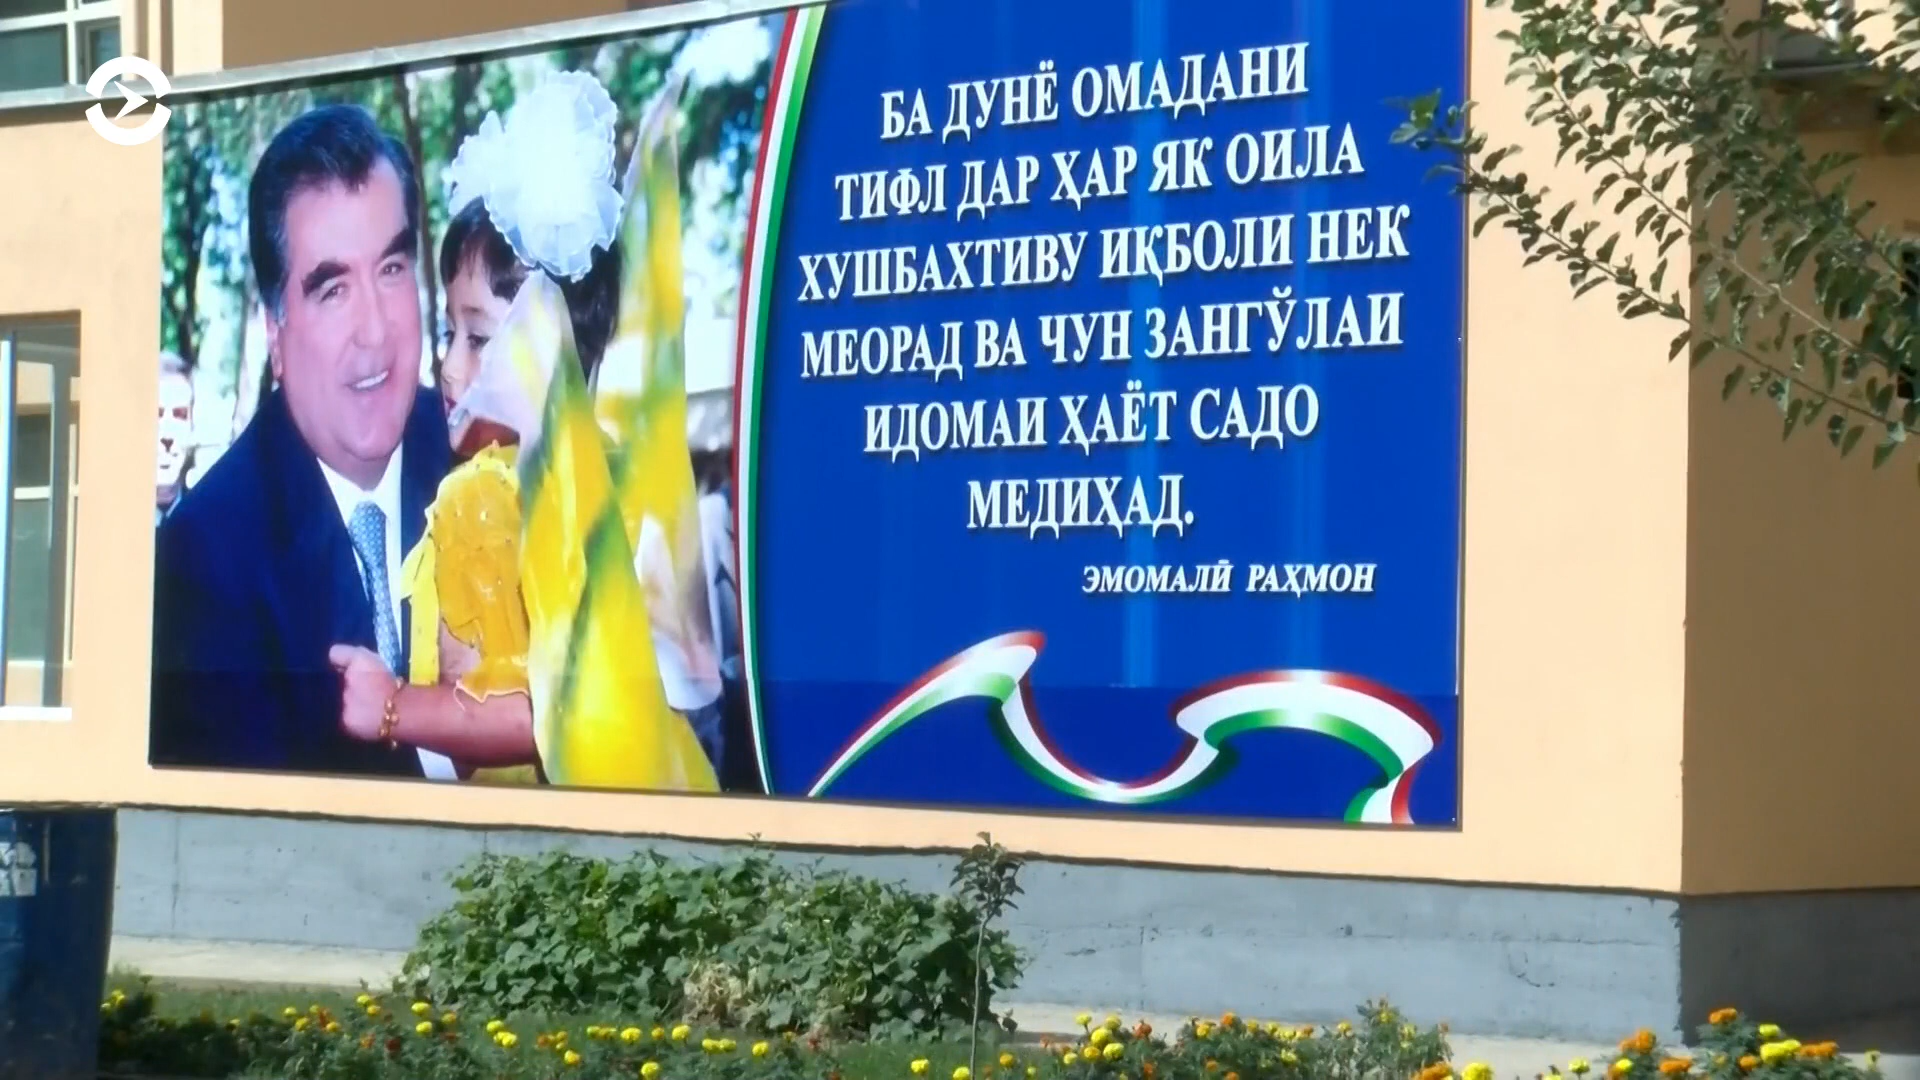 БА ДУНЁ ОМАДАНИ
ТИФЛ ДАР ҲАР ЯК ОИЛА
ХУШБАХТИВУ ИҚБОЛИ НЕК
МЕОРАД ВА ЧУН ЗАНГЎЛАИ
ИДОМАИ ҲАЁТ САДО
МЕДИҲАД.
ЭМОМАЛӢ РАҲМОН